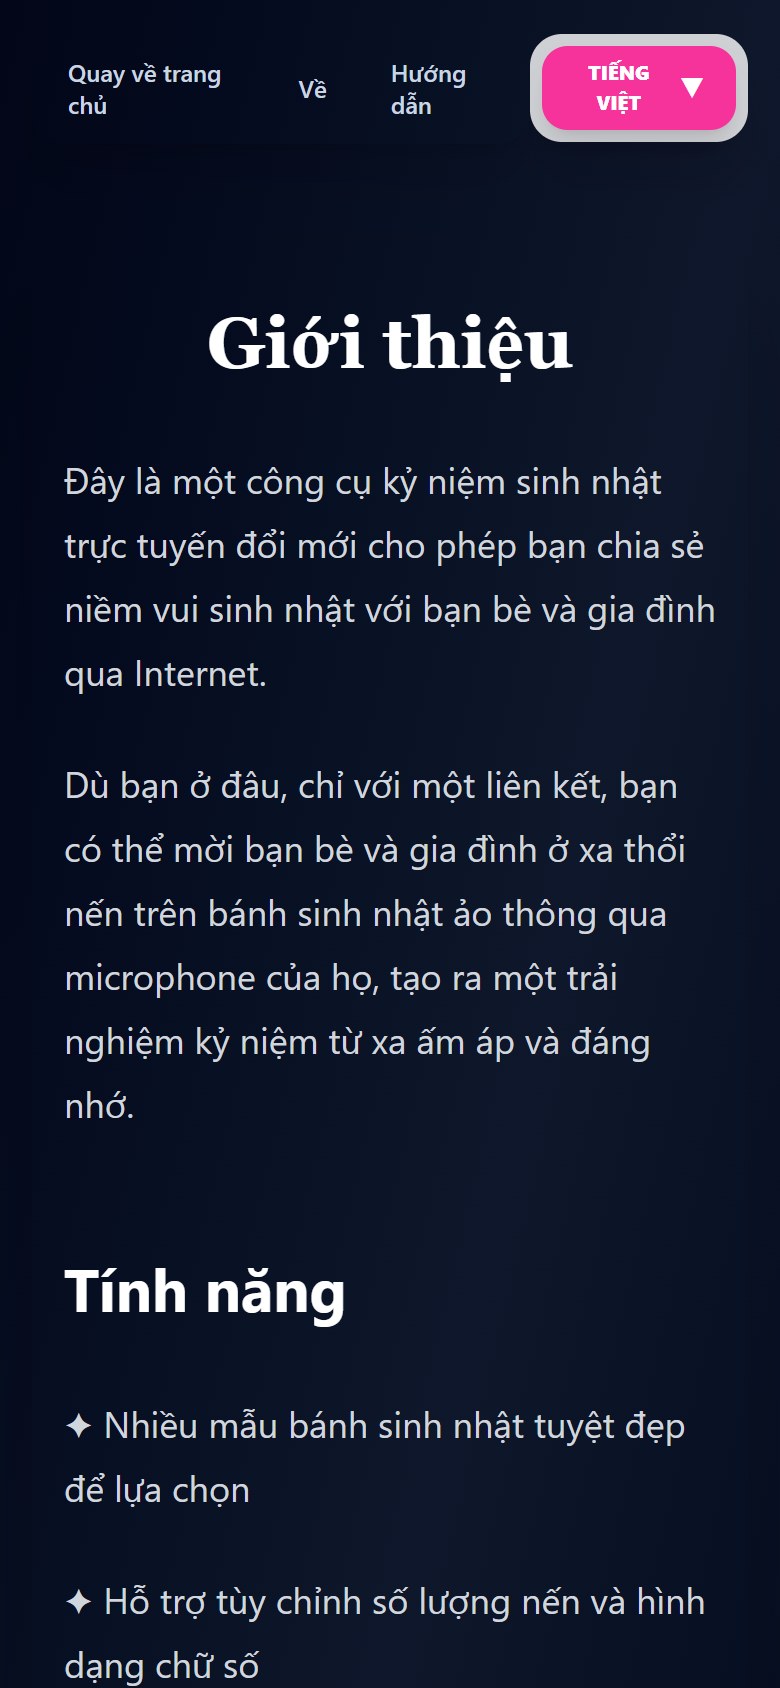 Quay về trang
chủ
Về
Hướng
dẫn
TIẾNG
VIỆT
Giới thiệu
Đây là một công cụ kỷ niệm sinh nhật
trực tuyến đổi mới cho phép bạn chia sẻ
niềm vui sinh nhật với bạn bè và gia đình
qua Internet.
Dù bạn ở đâu, chỉ với một liên kết, bạn
có thể mời bạn bè và gia đình ở xa thổi
nến trên bánh sinh nhật ảo thông qua
microphone của họ, tạo ra một trải
nghiệm kỷ niệm từ xa ấm áp và đáng
nhớ.
Tính năng
✦ Nhiều mẫu bánh sinh nhật tuyệt đẹp
để lựa chọn
✦ Hỗ trợ tùy chỉnh số lượng nến và hình
dạng chữ số